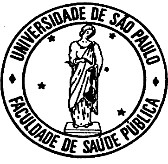 UNIVERSIDADE DE SÃO PAULO
FACULDADE DE SAÚDE PÚBLICA